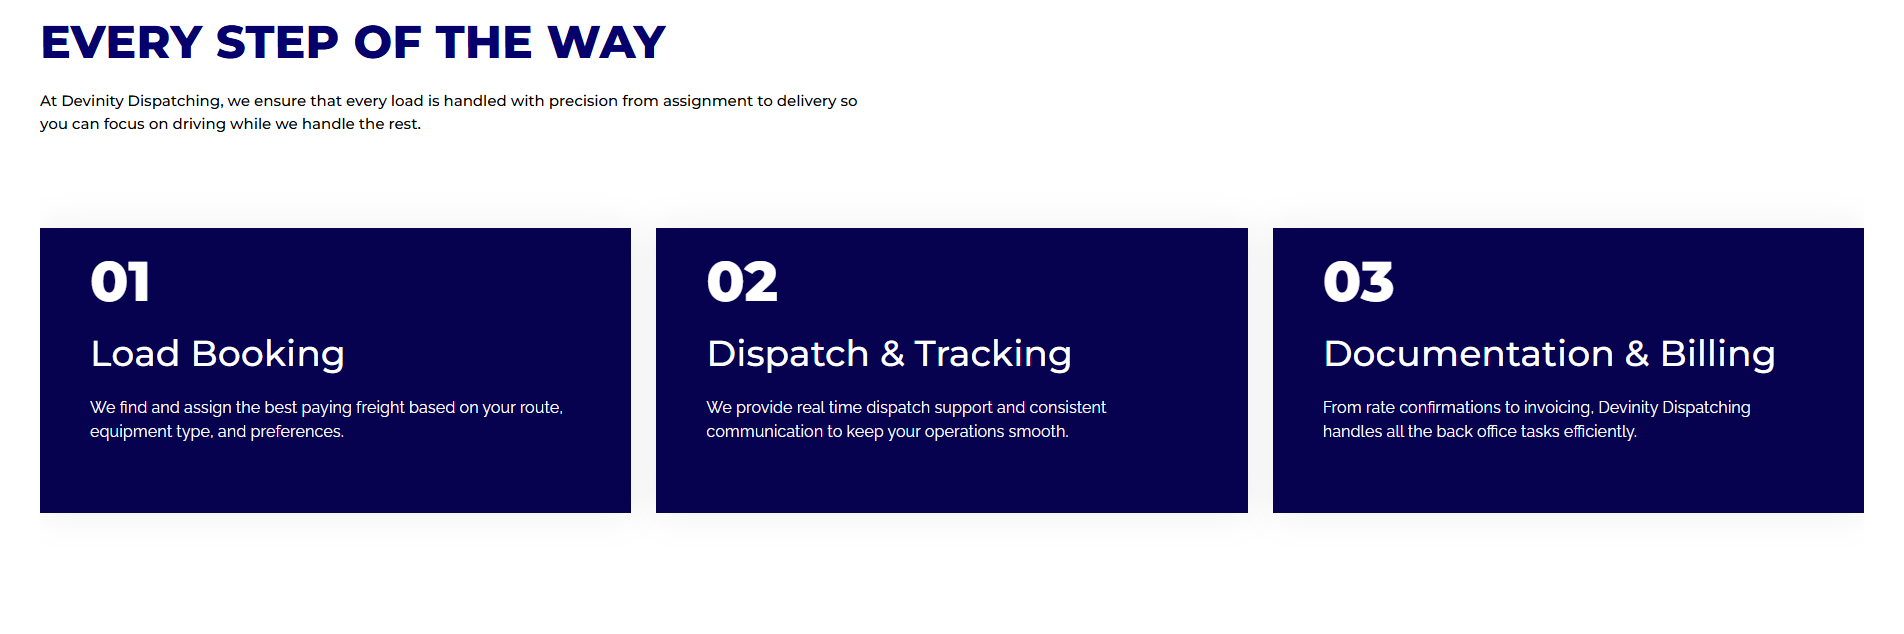 EVERY STEP OF THE WAY
At Devinity Dispatching, we ensure that every load is handled with precision from assignment to delivery so
you can focus on driving while we handle the rest.
01
Load Booking
We find and assign the best paying freight based on your route,
equipment type, and preferences.
02
Dispatch & Tracking
We provide real time dispatch support and consistent
communication to keep your operations smooth.
03
Documentation & Billing
From rate confirmations to invoicing, Devinity Dispatching
handles all the back office tasks efficiently.